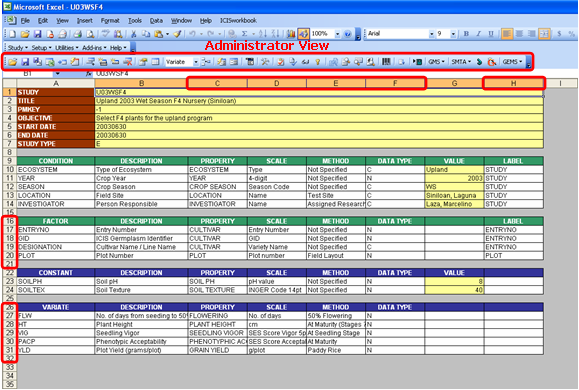 Microsoft Excel - U03WSF4
File Edit View Insert Format Tools Data Window Help ICISWorkbook
100% Arial 9 B
Study Setup Utilities Add-ins Help
Administrator View
Variate GMS SMTA GEMS
B1 fx U03WSF4
A B C D E F G H I
1 STUDY U03WSF4
2 TITLE Upland 2003 Wet Season F4 Nursery (Siniloan)
3 PMKEY -1
4 OBJECTIVE Select F4 plants for the upland program
5 START DATE 20030630
6 END DATE 20030630
7 STUDY TYPE E
8
9 CONDITION DESCRIPTION PROPERTY SCALE METHOD DATA TYPE VALUE LABEL
10 ECOSYSTEM Type of Ecosystem ECOSYSTEM Type Not Specified C Upland STUDY
11 YEAR Crop Year YEAR 4-digit Not Specified N 2003 STUDY
12 SEASON Crop Season CROP SEASON Season Code Not Specified C WS STUDY
13 LOCATION Field Site LOCATION Name Test Site C Siniloan, Laguna STUDY
14 INVESTIGATOR Person Responsible INVESTIGATOR Name Assigned Research C Laza, Marcelino STUDY
15
16 FACTOR DESCRIPTION PROPERTY SCALE METHOD DATA TYPE LABEL
17 ENTRYNO Entry Number CULTIVAR Entry Number Not Specified N ENTRYNO
18 GID ICIS Germplasm Identifier CULTIVAR GID Not Specified N ENTRYNO
19 DESIGNATION Cultivar Name / Line Name CULTIVAR Variety Name Not Specified C ENTRYNO
20 PLOT Plot Number PLOT Plot number Field Layout N PLOT
21
22 CONSTANT DESCRIPTION PROPERTY SCALE METHOD DATA TYPE VALUE
23 SOILPH Soil pH SOIL PH pH value Not Specified N 8
24 SOILTEX Soil Texture SOIL TEXTURE INGER Code 14pt Not Specified N 40
25
26 VARIATE DESCRIPTION PROPERTY SCALE METHOD DATA TYPE
27 FLW No. of days from seeding to 50% FLOWERING No. of days 50% Flowering N
28 HT Plant Height PLANT HEIGHT cm At Maturity (Stages N
29 VIG Seedling Vigor SEEDLING VIGOR SES Score Vigor 5p At Seedling Stage N
30 PACP Phenotypic Acceptability PHENOTYPHIC AC SES Score Acceptal At Maturity N
31 YLD Plot Yield (grams/plot) GRAIN YIELD g/plot Paddy Rice N
32
33
34
35